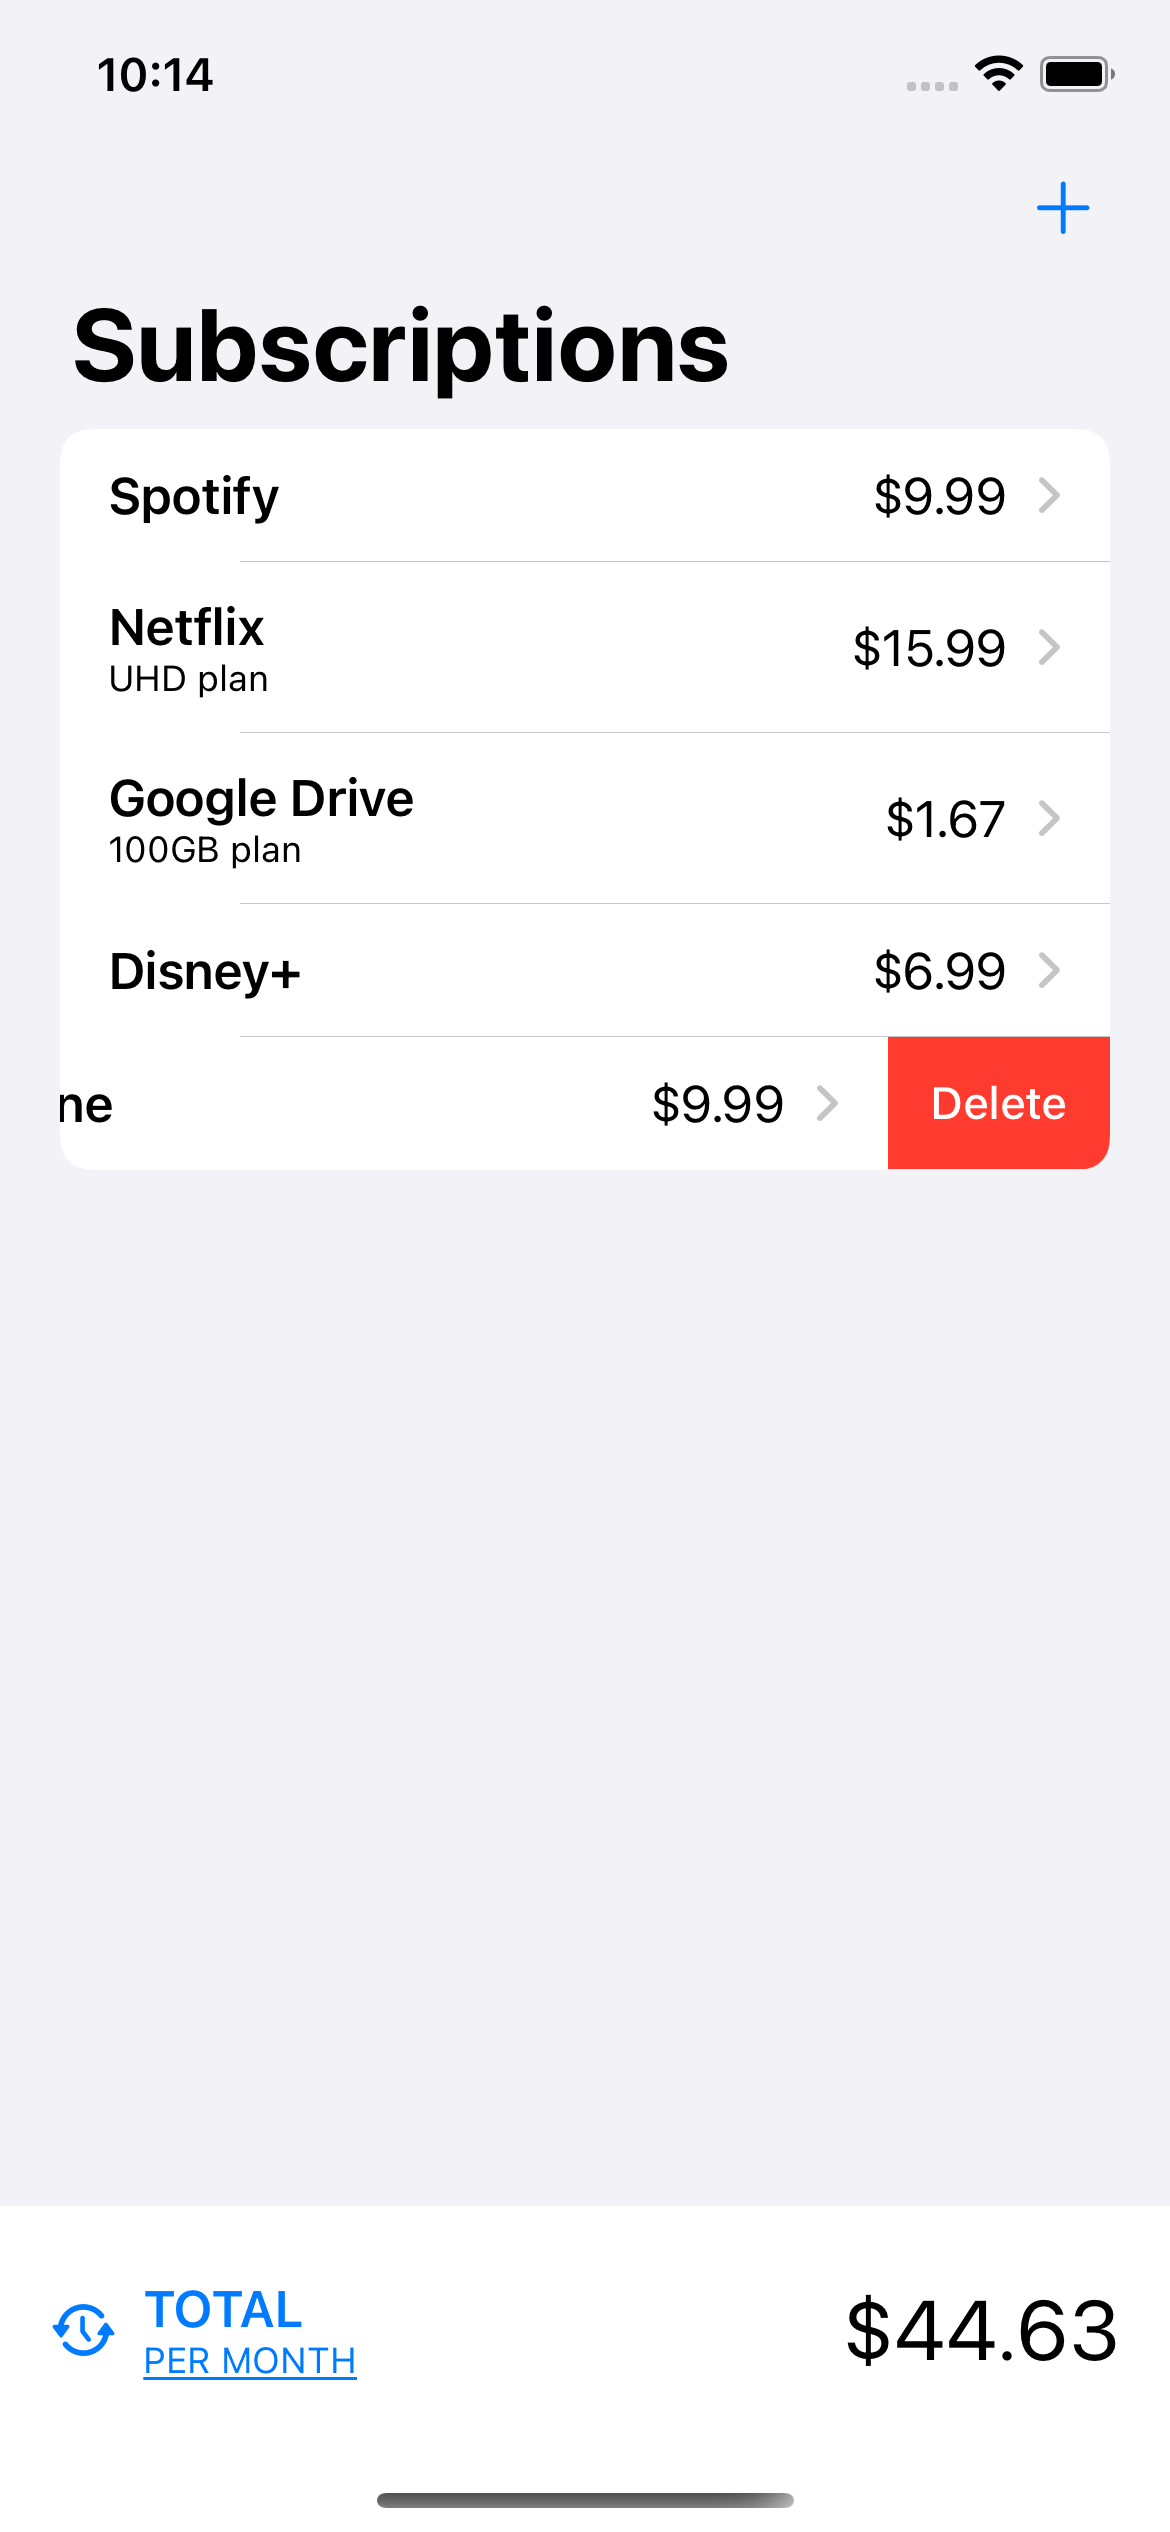 10:14
Subscriptions
Spotify $9.99
Netflix
UHD plan
$15.99
Google Drive
100GB plan
$1.67
Disney+ $6.99
ne $9.99 Delete
TOTAL
PER MONTH
$44.63